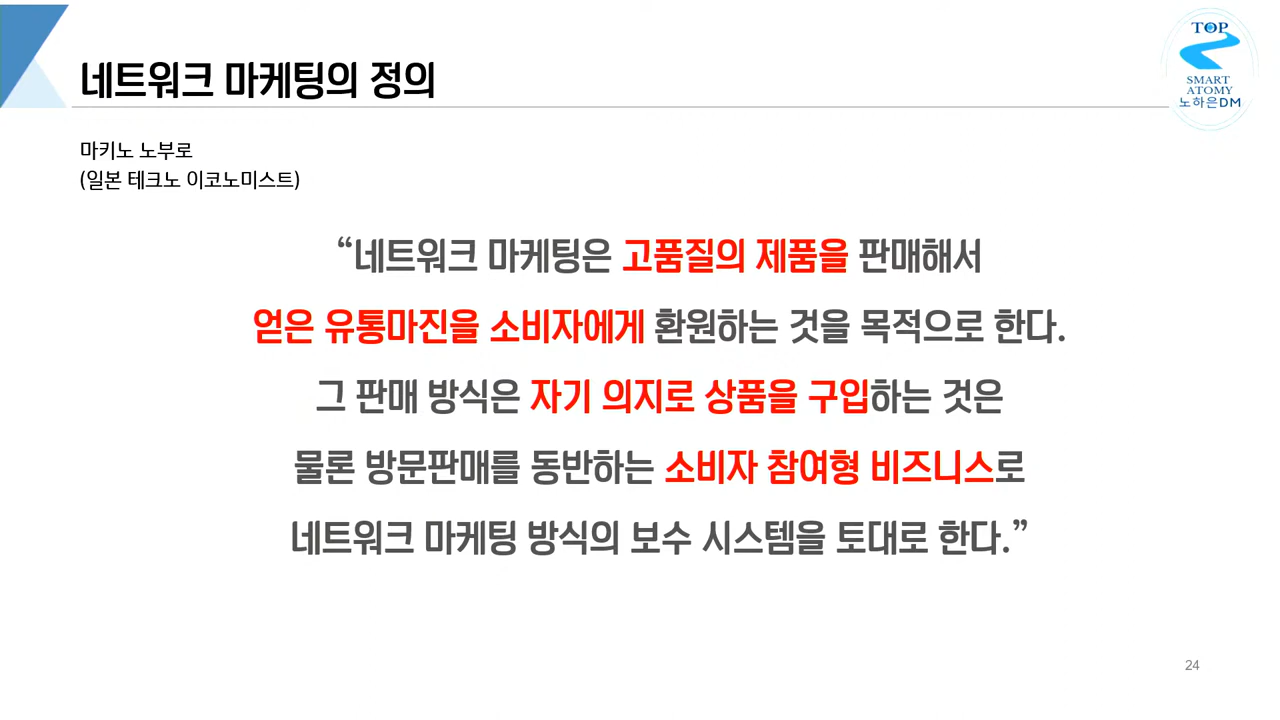 네트워크 마케팅의 정의
TOP
SMART
ATOMY
노하은DM
마키노 노부로
(일본 테크노 이코노미스트)
“네트워크 마케팅은 고품질의 제품을 판매해서
얻은 유통마진을 소비자에게 환원하는 것을 목적으로 한다.
그 판매 방식은 자기 의지로 상품을 구입하는 것은
물론 방문판매를 동반하는 소비자 참여형 비즈니스로
네트워크 마케팅 방식의 보수 시스템을 토대로 한다.”
24